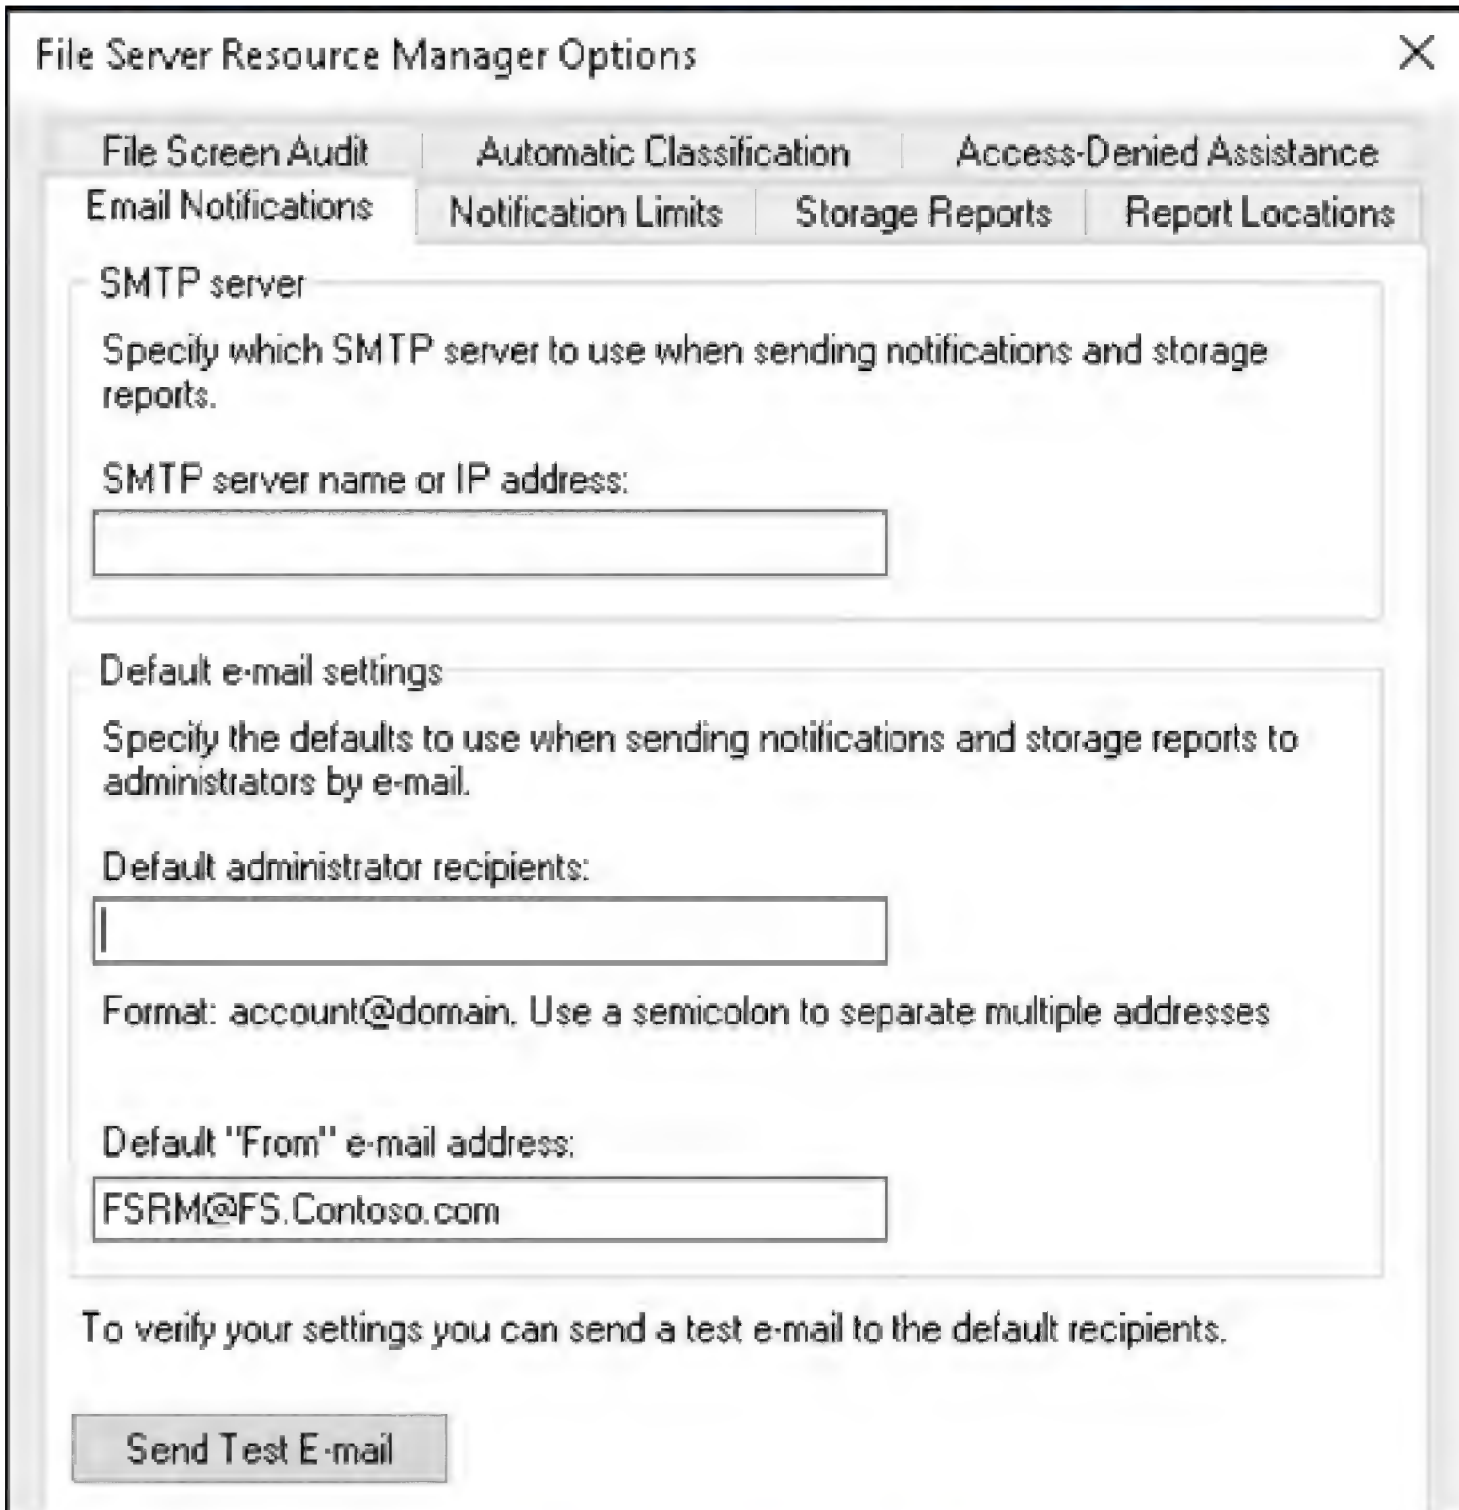 File Server Resource Manager Options
File Screen Audit
Automatic Classification
Access-Denied Assistance
Email Notifications
Notification Limits
Storage Reports
Report Locations
SMTP server
Specify which SMTP server to use when sending notifications and storage
reports.
SMTP server name or IP address:
Default e-mail settings
Specify the defaults to use when sending notifications and storage reports to
administrators by e-mail.
Default administrator recipients:
Format: account@domain. Use a semicolon to separate multiple addresses
Default "From" e-mail address:
FSRM@FS.Contoso.com
To verify your settings you can send a test e-mail to the default recipients.
Send Test E-mail